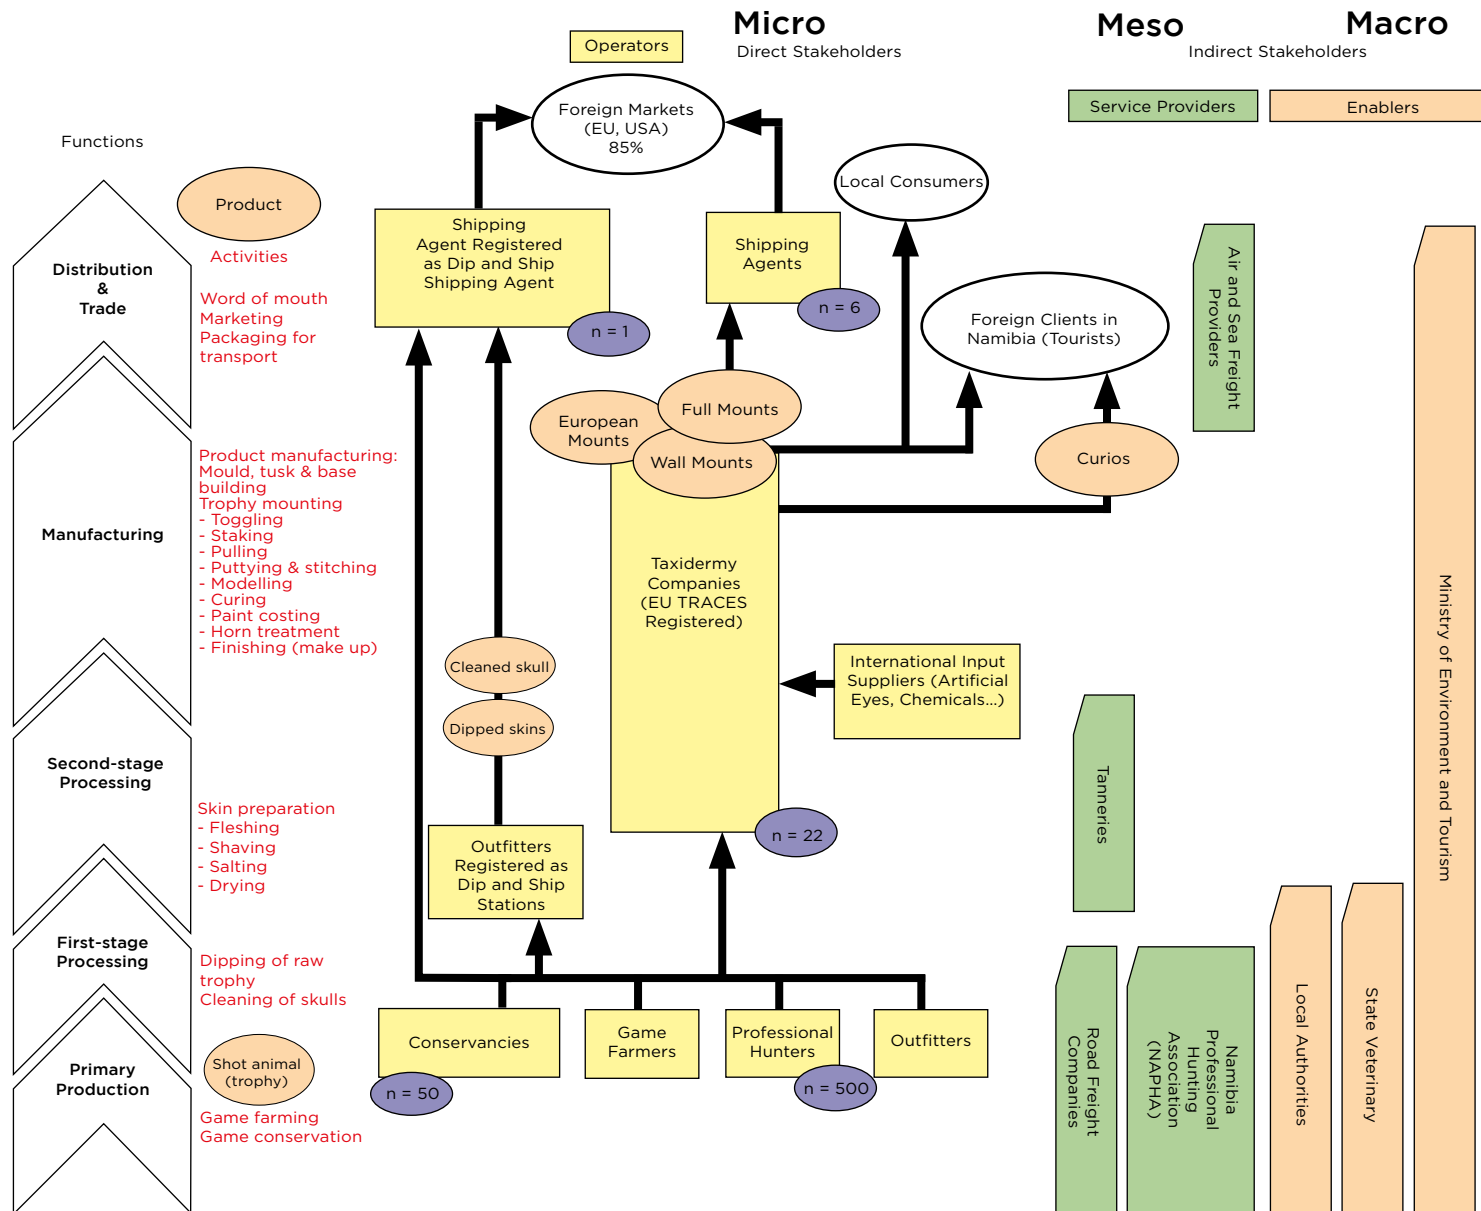 Micro
Direct Stakeholders
Meso
Macro
Indirect Stakeholders
Operators
Service Providers
Enablers
Functions
Foreign Markets
(EU, USA)
85%
Local Consumers
Product
Activities
Distribution
&
Trade
Word of mouth
Marketing
Packaging for
transport
Shipping
Agent Registered
as Dip and Ship
Shipping Agent
n = 1
Shipping
Agents
n = 6
Foreign Clients in
Namibia (Tourists)
Air and Sea Freight
Providers
European
Mounts
Full Mounts
Wall Mounts
Curios
Manufacturing
Product manufacturing:
Mould, tusk & base
building
Trophy mounting
- Toggling
- Staking
- Pulling
- Puttying & stitching
- Modelling
- Curing
- Paint costing
- Horn treatment
- Finishing (make up)
Taxidermy
Companies
(EU TRACES
Registered)
n = 22
International Input
Suppliers (Artificial
Eyes, Chemicals...)
Cleaned skull
Dipped skins
Ministry of Environment and Tourism
Second-stage
Processing
Skin preparation
- Fleshing
- Shaving
- Salting
- Drying
Outfitters
Registered as
Dip and Ship
Stations
Tanneries
First-stage
Processing
Dipping of raw
trophy
Cleaning of skulls
Conservancies
n = 50
Game
Farmers
Professional
Hunters
n = 500
Outfitters
Primary
Production
Shot animal
(trophy)
Game farming
Game conservation
Road Freight
Companies
Namibia
Professional
Hunting
Association
(NAPHA)
Local Authorities
State Veterinary